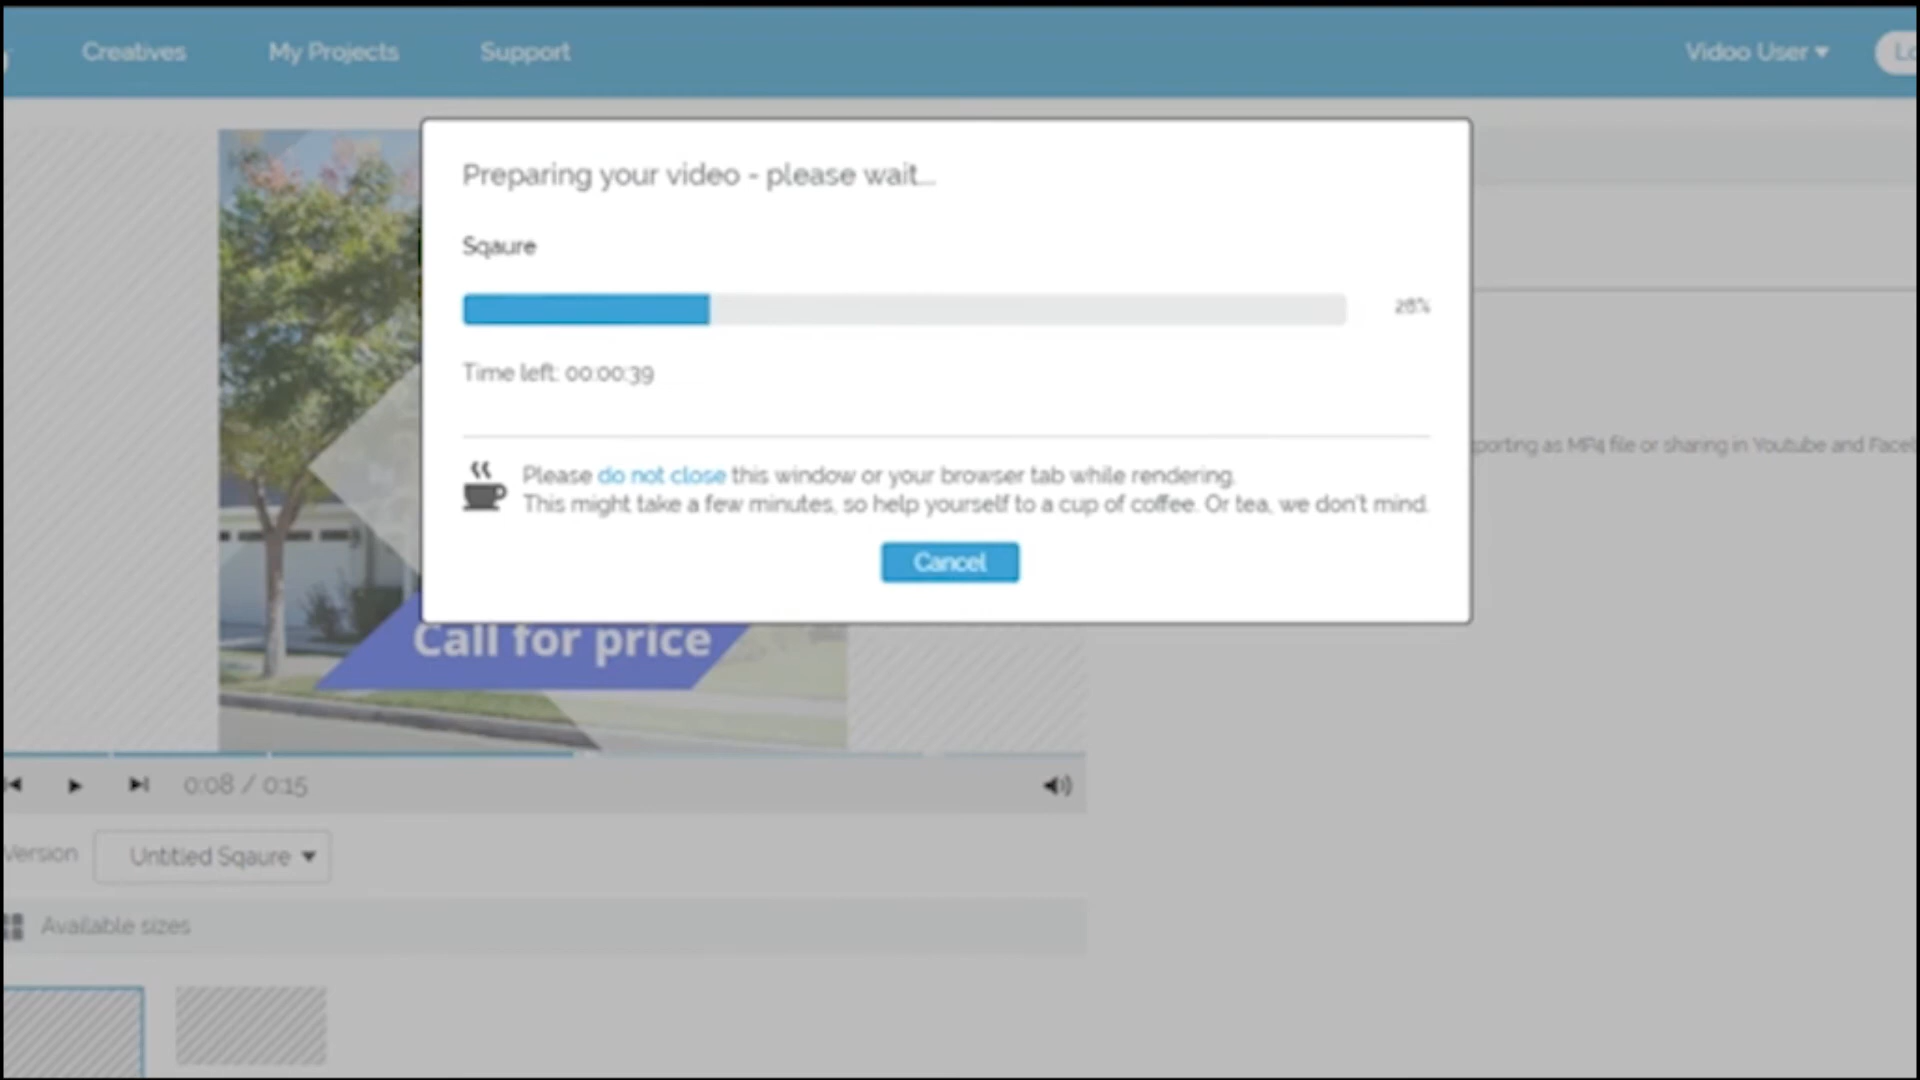 Creatives My Projects Support Vidoo User
Preparing your video - please wait...
Sqaure
28%
Time left: 00:00:39
Please do not close this window or your browser tab while rendering.
This might take a few minutes, so help yourself to a cup of coffee. Or tea, we don't mind.
Cancel
porting as MP4 file or sharing in Youtube and Faceb
Call for price
0:08 / 0:15
Version Untitled Sqaure
Available sizes